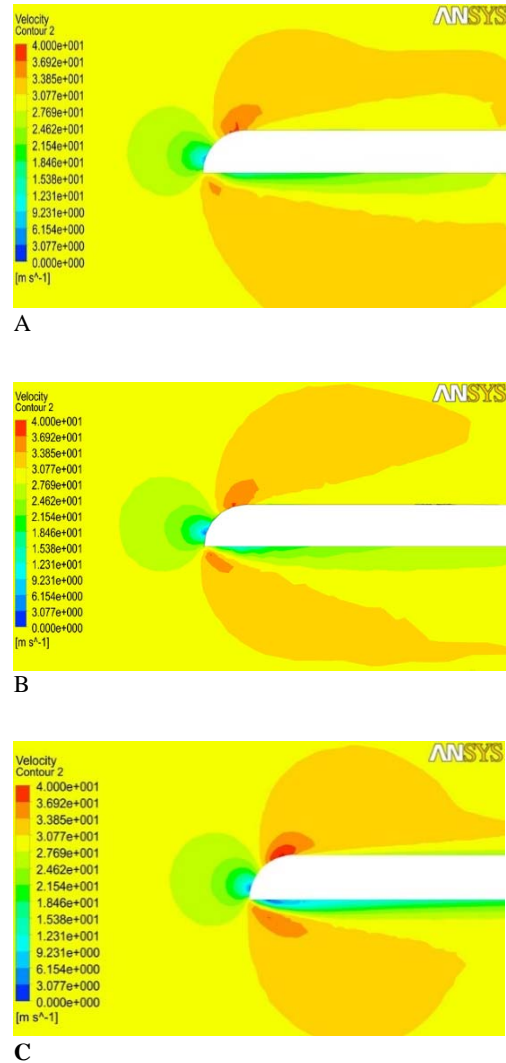 ANSYS
Velocity
Contour 2
4.000e+001
3.692e+001
3.385e+001
3.077e+001
2.769e+001
2.462e+001
2.154e+001
1.846e+001
1.538e+001
1.231e+001
9.231e+000
6.154e+000
3.077e+000
0.000e+000
[m s^-1]
A
ANSYS
Velocity
Contour 2
4.000e+001
3.692e+001
3.385e+001
3.077e+001
2.769e+001
2.462e+001
2.154e+001
1.846e+001
1.538e+001
1.231e+001
9.231e+000
6.154e+000
3.077e+000
0.000e+000
[m s^-1]
B
ANSYS
Velocity
Contour 2
4.000e+001
3.692e+001
3.385e+001
3.077e+001
2.769e+001
2.462e+001
2.154e+001
1.846e+001
1.538e+001
1.231e+001
9.231e+000
6.154e+000
3.077e+000
0.000e+000
[m s^-1]
C